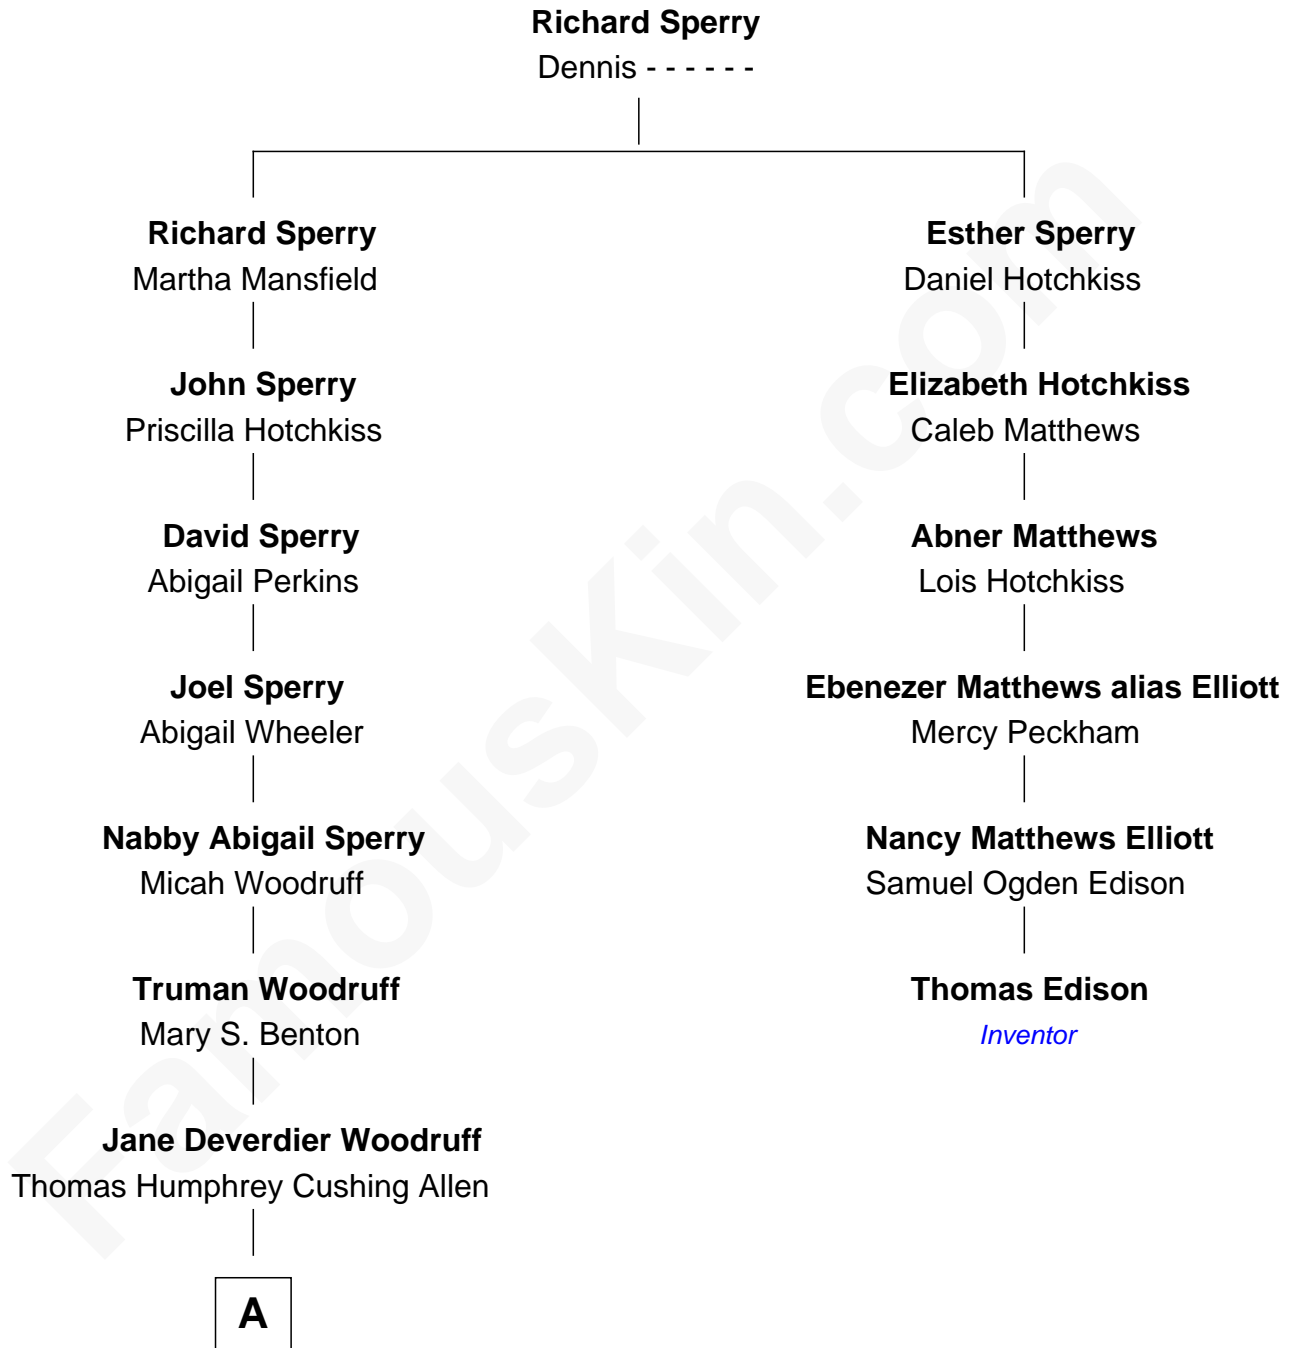 Richard Sperry
Dennis - - - - - -
Richard Sperry
Martha Mansfield
John Sperry
Priscilla Hotchkiss
David Sperry
Abigail Perkins
Joel Sperry
Abigail Wheeler
Nabby Abigail Sperry
Micah Woodruff
Truman Woodruff
Mary S. Benton
Jane Deverdier Woodruff
Thomas Humphrey Cushing Allen
A
Esther Sperry
Daniel Hotchkiss
Elizabeth Hotchkiss
Caleb Matthews
Abner Matthews
Lois Hotchkiss
Ebenezer Matthews alias Elliott
Mercy Peckham
Nancy Matthews Elliott
Samuel Ogden Edison
Thomas Edison
Inventor
FamousKin.com